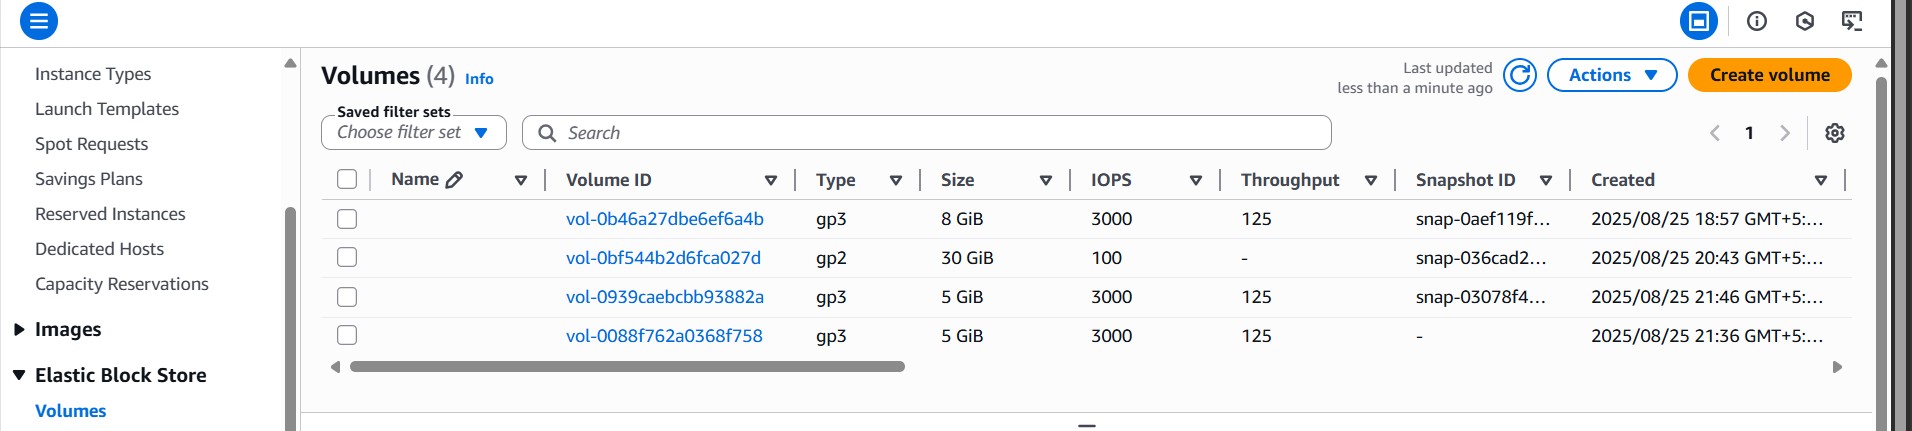 Instance Types
Launch Templates
Spot Requests
Savings Plans
Reserved Instances
Dedicated Hosts
Capacity Reservations
Images
Elastic Block Store
Volumes
Volumes (4) Info
Last updated
less than a minute ago
Actions
Create volume
Saved filter sets
Choose filter set
Search
1
Name Volume ID Type Size IOPS Throughput Snapshot ID Created
vol-0b46a27dbe6ef6a4b gp3 8 GiB 3000 125 snap-0aef119f... 2025/08/25 18:57 GMT+5:...
vol-0bf544b2d6fca027d gp2 30 GiB 100 - snap-036cad2... 2025/08/25 20:43 GMT+5:...
vol-0939caebcbb93882a gp3 5 GiB 3000 125 snap-03078f4... 2025/08/25 21:46 GMT+5:...
vol-0088f762a0368f758 gp3 5 GiB 3000 125 - 2025/08/25 21:36 GMT+5:...